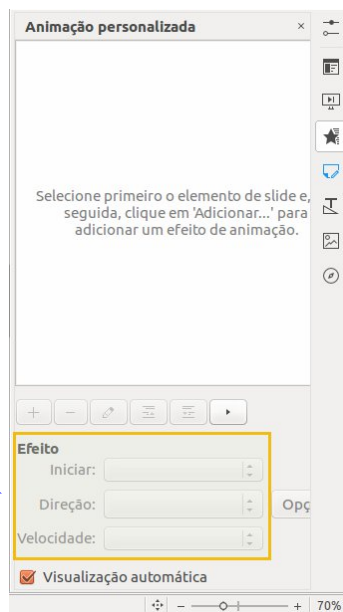 Animação personalizada
Selecione primeiro o elemento de slide e,
seguida, clique em 'Adicionar...' para
adicionar um efeito de animação.
Efeito
Iniciar:
Direção:
Opç
Velocidade:
Visualização automática
70%